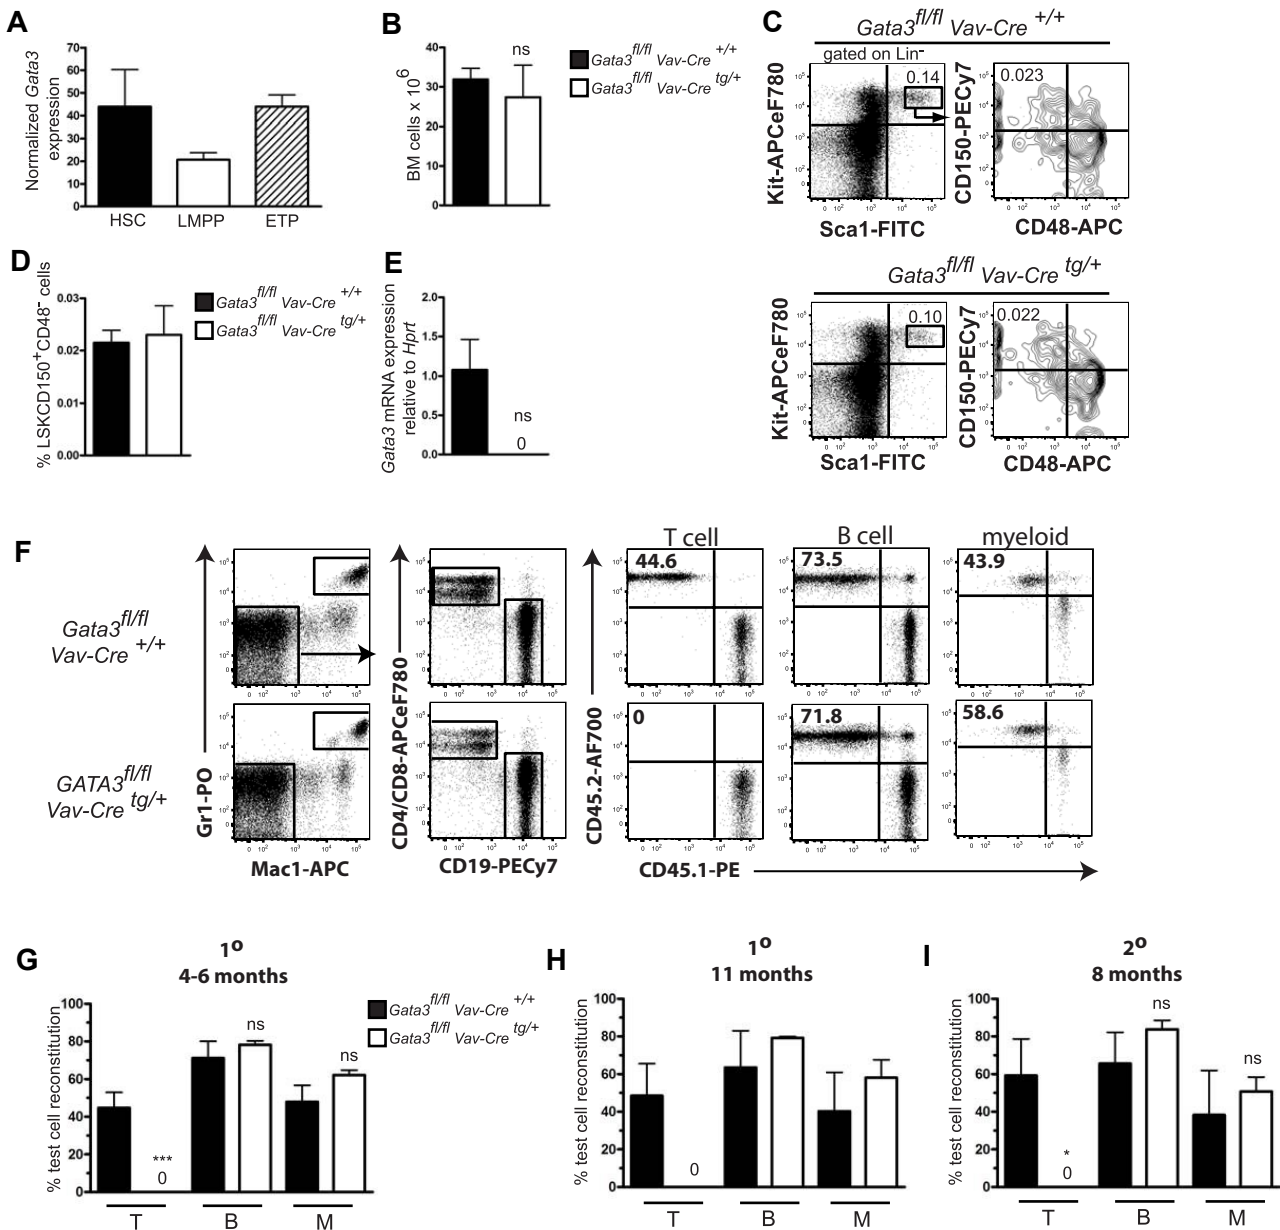 A
Normalized Gata3
expression
70
60
50
40
30
20
10
0
HSC LMPP ETP
B
BM cells x 10^6
40
30
20
10
0
ns
Gata3^fl/fl Vav-Cre ^+/+
Gata3^fl/fl Vav-Cre ^tg/+
C
Gata3^fl/fl Vav-Cre ^+/+
gated on Lin^-
0.14
Kit-APCeF780
Sca1-FITC
0.023
CD150-PECy7
CD48-APC
Gata3^fl/fl Vav-Cre ^tg/+
0.10
Kit-APCeF780
Sca1-FITC
0.022
CD150-PECy7
CD48-APC
D
% LSKCD150^+CD48^- cells
0.03
0.02
0.01
0.00
Gata3^fl/fl Vav-Cre ^+/+
Gata3^fl/fl Vav-Cre ^tg/+
E
Gata3 mRNA expression
relative to Hprt
2.0
1.5
1.0
0.5
0.0
ns
0
F
T cell B cell myeloid
Gata3^fl/fl
Vav-Cre ^+/+
44.6 73.5 43.9
GATA3^fl/fl
Vav-Cre ^tg/+
0 71.8 58.6
Gr1-PO
Mac1-APC
CD4/CD8-APCeF780
CD19-PECy7
CD45.2-AF700
CD45.1-PE
G
1º
4-6 months
% test cell reconstitution
100
80
60
40
20
0
***
0
ns
ns
T B M
Gata3^fl/fl Vav-Cre ^+/+
Gata3^fl/fl Vav-Cre ^tg/+
H
1º
11 months
% test cell reconstitution
100
80
60
40
20
0
0
T B M
I
2º
8 months
% test cell reconstitution
100
80
60
40
20
0
*
0
ns
ns
T B M